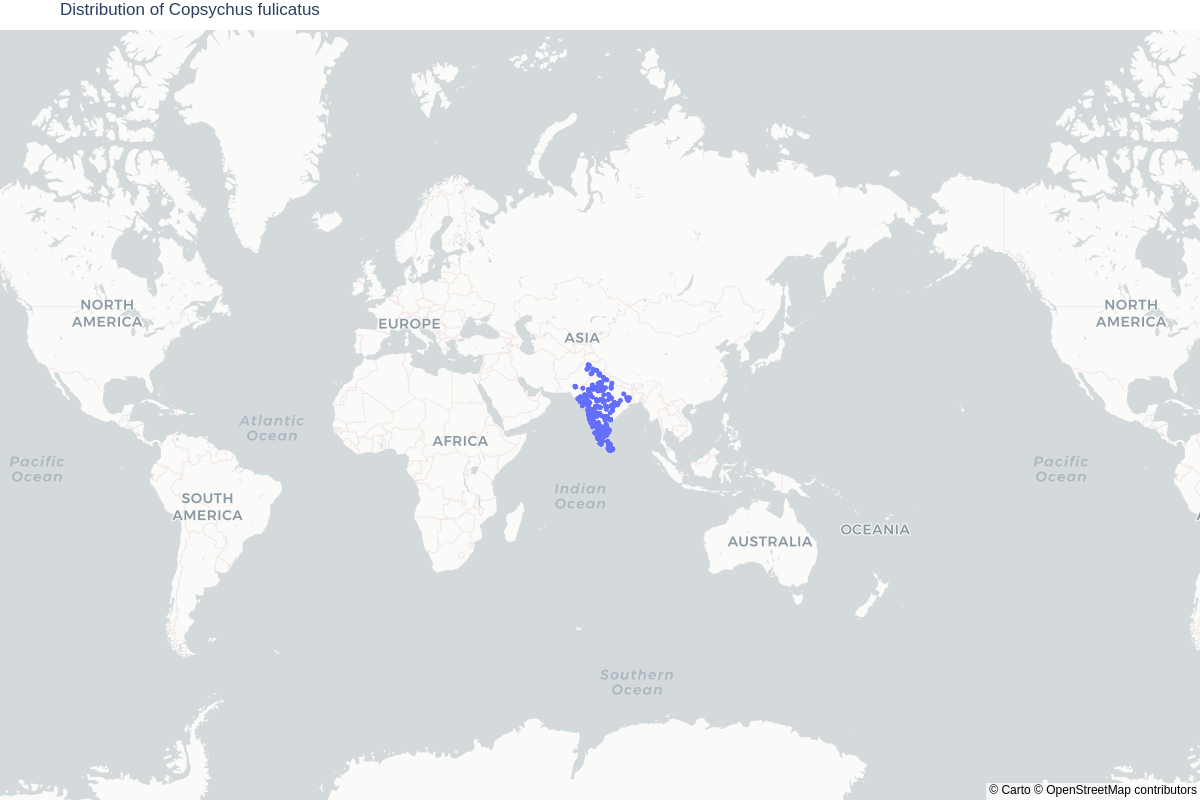 Distribution of Copsychus fulicatus
NORTH
AMERICA
NORTH
AMERICA
EUROPE
ASIA
Atlantic
Ocean
AFRICA
Pacific
Ocean
Pacific
Ocean
Indian
Ocean
SOUTH
AMERICA
OCEANIA
AUSTRALIA
Southern
Ocean
© Carto © OpenStreetMap contributors